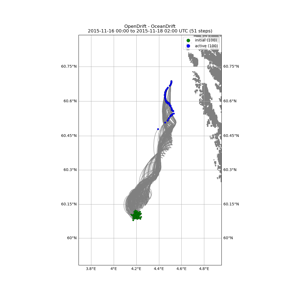 OpenDrift - OceanDrift
2015-11-16 00:00 to 2015-11-18 02:00 UTC (51 steps)
initial (100)
active (100)
60.75°N
60.75°N
60.6°N
60.6°N
60.45°N
60.45°N
60.3°N
60.3°N
60.15°N
60.15°N
60°N
60°N
3.8°E
4°E
4.2°E
4.4°E
4.6°E
4.8°E